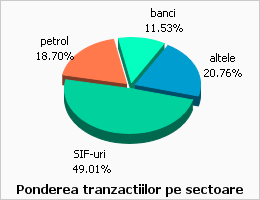 banci
11.53%
petrol
18.70%
altele
20.76%
SIF-uri
49.01%
Ponderea tranzactiilor pe sectoare